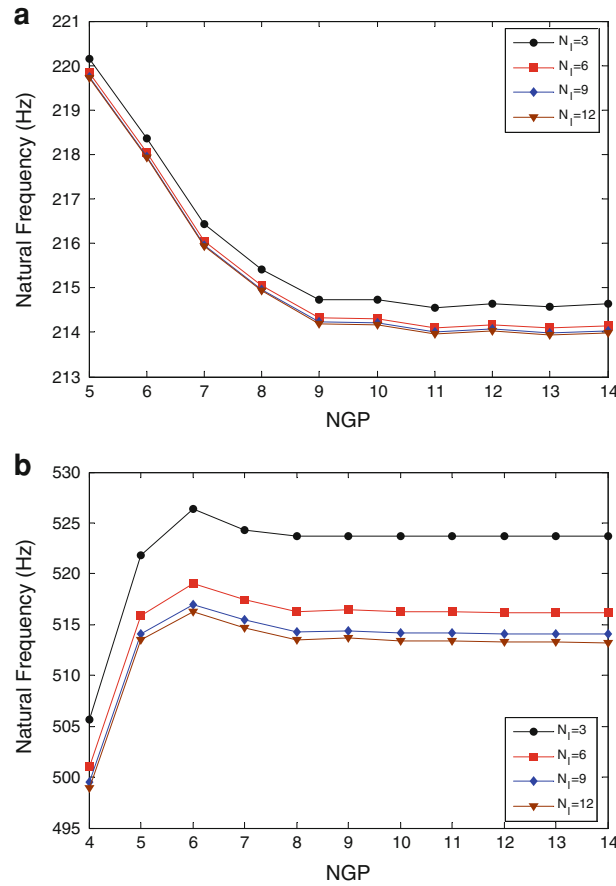 a
221
220
219
218
217
216
215
214
213
Natural Frequency (Hz)
5 6 7 8 9 10 11 12 13 14
NGP
N_I=3
N_I=6
N_I=9
N_I=12
b
530
525
520
515
510
505
500
495
Natural Frequency (Hz)
4 5 6 7 8 9 10 11 12 13 14
NGP
N_I=3
N_I=6
N_I=9
N_I=12